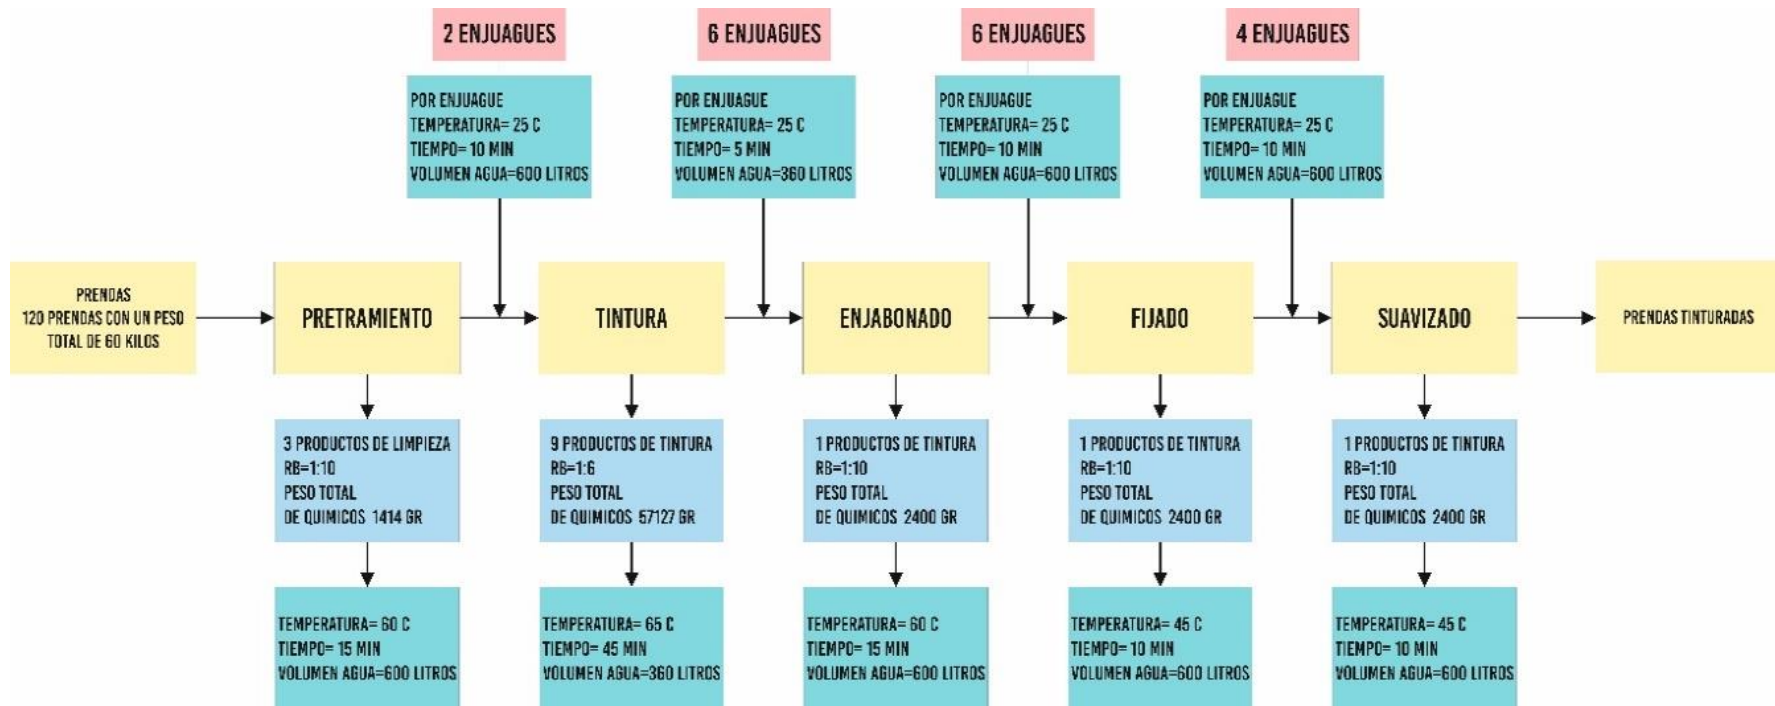 2 ENJUAGUES
6 ENJUAGUES
6 ENJUAGUES
4 ENJUAGUES
POR ENJUAGUE
TEMPERATURA= 25 C
TIEMPO= 10 MIN
VOLUMEN AGUA=600 LITROS
POR ENJUAGUE
TEMPERATURA= 25 C
TIEMPO= 5 MIN
VOLUMEN AGUA=360 LITROS
POR ENJUAGUE
TEMPERATURA= 25 C
TIEMPO= 10 MIN
VOLUMEN AGUA=600 LITROS
POR ENJUAGUE
TEMPERATURA= 25 C
TIEMPO= 10 MIN
VOLUMEN AGUA=600 LITROS
PRENDAS
120 PRENDAS CON UN PESO
TOTAL DE 60 KILOS
PRETRAMIENTO
TINTURA
ENJABONADO
FIJADO
SUAVIZADO
PRENDAS TINTURADAS
3 PRODUCTOS DE LIMPIEZA
RB=1:10
PESO TOTAL
DE QUIMICOS 1414 GR
9 PRODUCTOS DE TINTURA
RB=1:6
PESO TOTAL
DE QUIMICOS 57127 GR
1 PRODUCTOS DE TINTURA
RB=1:10
PESO TOTAL
DE QUIMICOS 2400 GR
1 PRODUCTOS DE TINTURA
RB=1:10
PESO TOTAL
DE QUIMICOS 2400 GR
1 PRODUCTOS DE TINTURA
RB=1:10
PESO TOTAL
DE QUIMICOS 2400 GR
TEMPERATURA= 60 C
TIEMPO= 15 MIN
VOLUMEN AGUA=600 LITROS
TEMPERATURA= 65 C
TIEMPO= 45 MIN
VOLUMEN AGUA=360 LITROS
TEMPERATURA= 60 C
TIEMPO= 15 MIN
VOLUMEN AGUA=600 LITROS
TEMPERATURA= 45 C
TIEMPO= 10 MIN
VOLUMEN AGUA=600 LITROS
TEMPERATURA= 45 C
TIEMPO= 10 MIN
VOLUMEN AGUA=600 LITROS